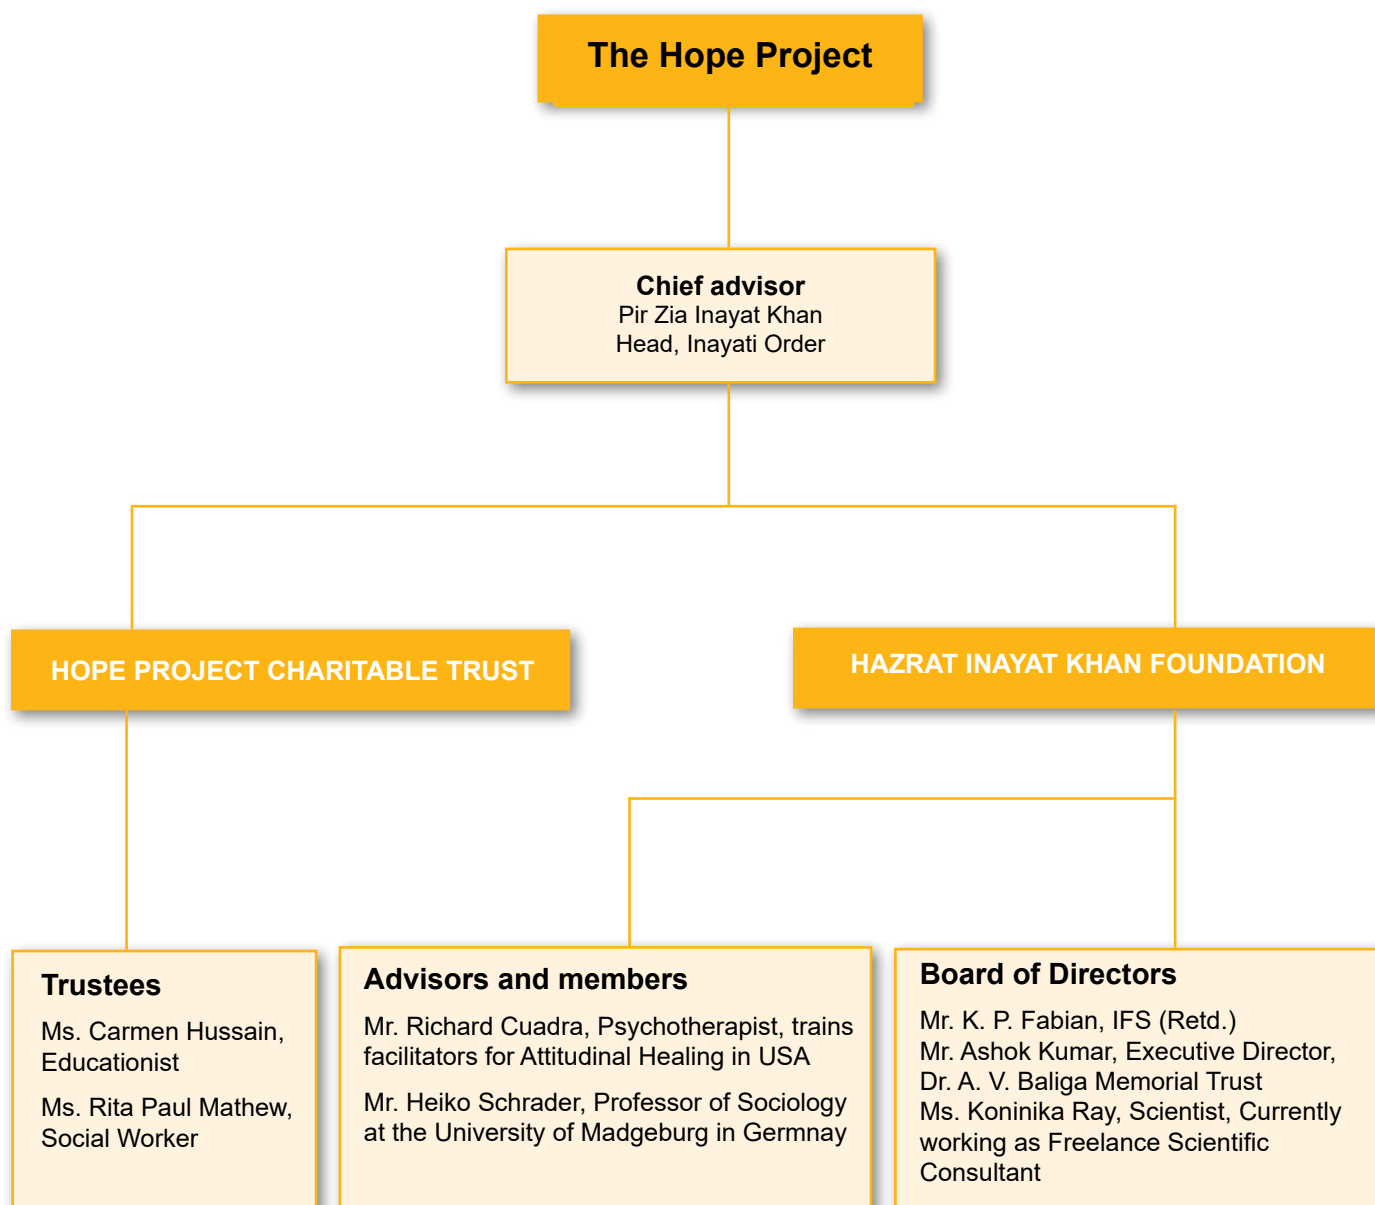 The Hope Project
Chief advisor
Pir Zia Inayat Khan
Head, Inayati Order
HOPE PROJECT CHARITABLE TRUST
HAZRAT INAYAT KHAN FOUNDATION
Trustees
Ms. Carmen Hussain,
Educationist
Ms. Rita Paul Mathew,
Social Worker
Advisors and members
Mr. Richard Cuadra, Psychotherapist, trains
facilitators for Attitudinal Healing in USA
Mr. Heiko Schrader, Professor of Sociology
at the University of Madgeburg in Germnay
Board of Directors
Mr. K. P. Fabian, IFS (Retd.)
Mr. Ashok Kumar, Executive Director,
Dr. A. V. Baliga Memorial Trust
Ms. Koninika Ray, Scientist, Currently
working as Freelance Scientific
Consultant